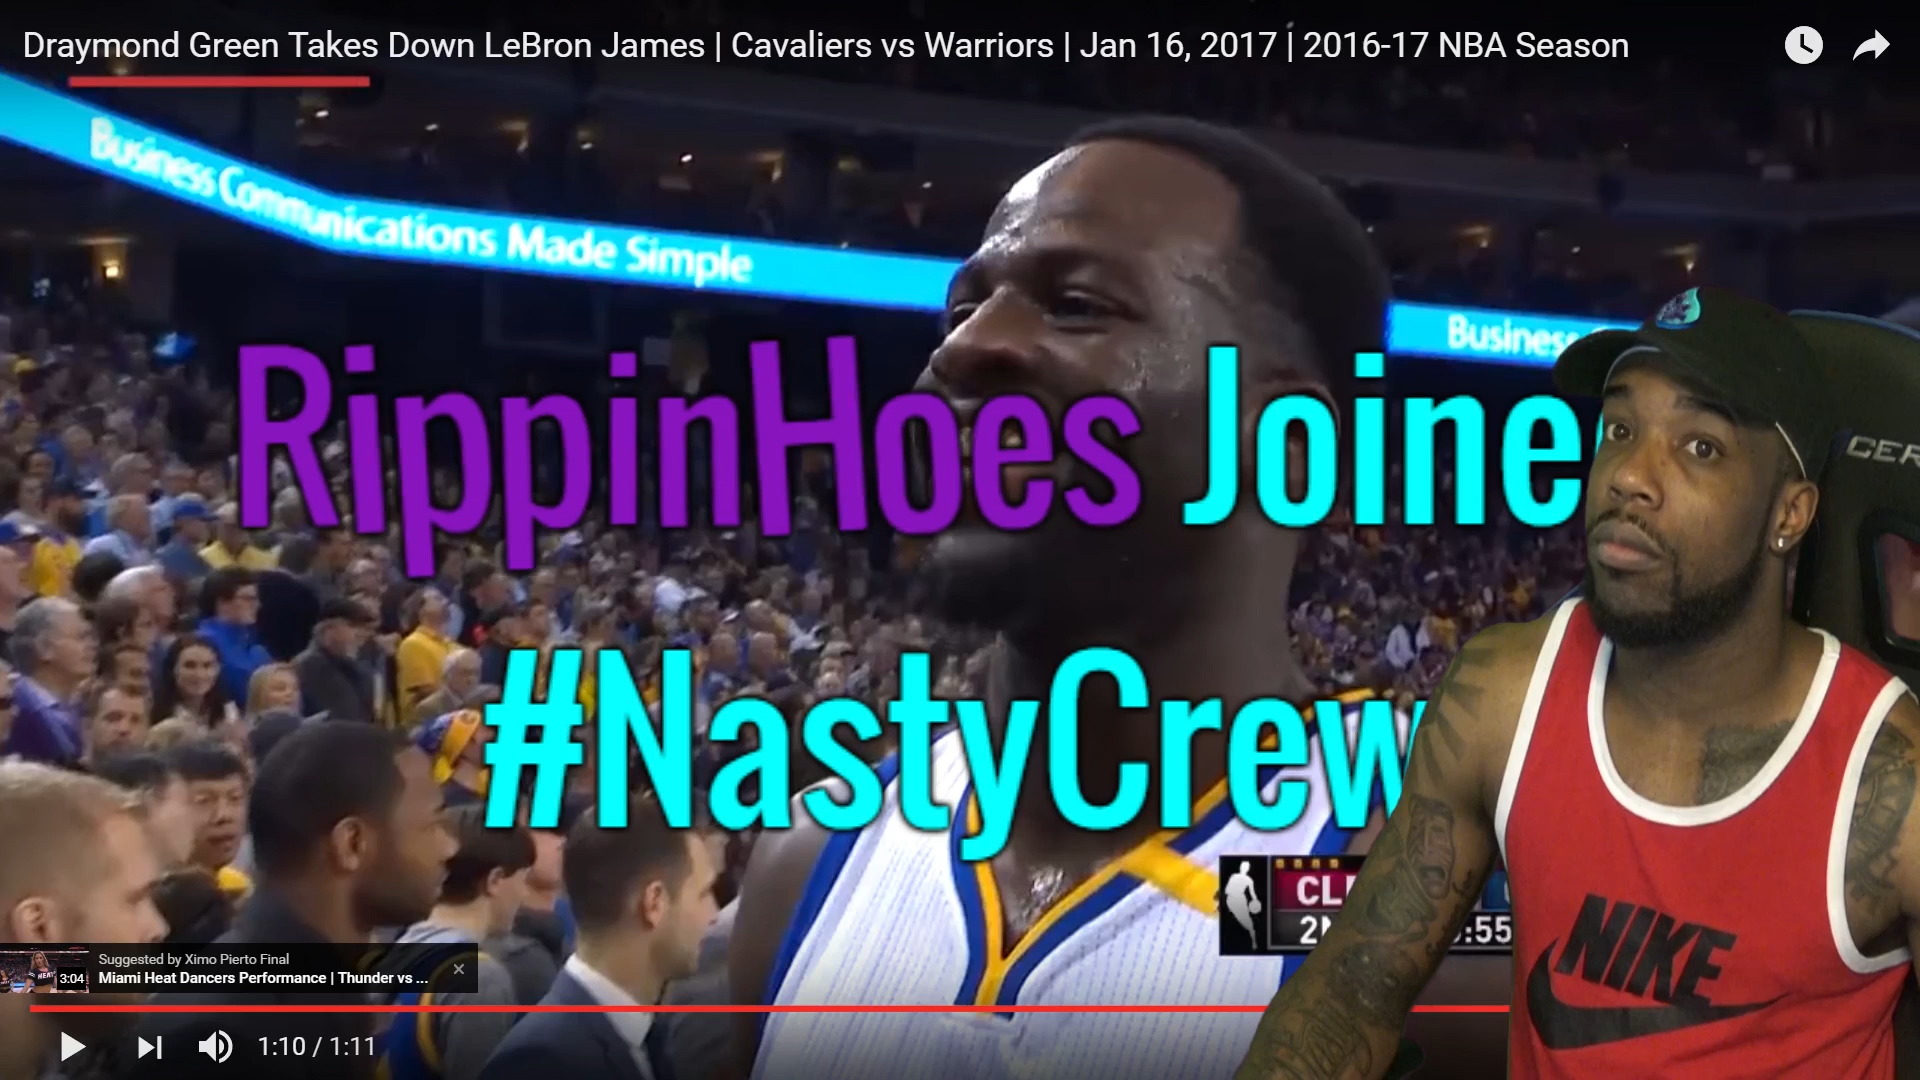 Draymond Green Takes Down LeBron James | Cavaliers vs Warriors | Jan 16, 2017 | 2016-17 NBA Season
Business Communications Made Simple
Business
RippinHoes Joine
#NastyCrew
CLE
2N :55
CER
NIKE
Suggested by Ximo Pierto Final
Miami Heat Dancers Performance | Thunder vs ...
3:04
1:10 / 1:11